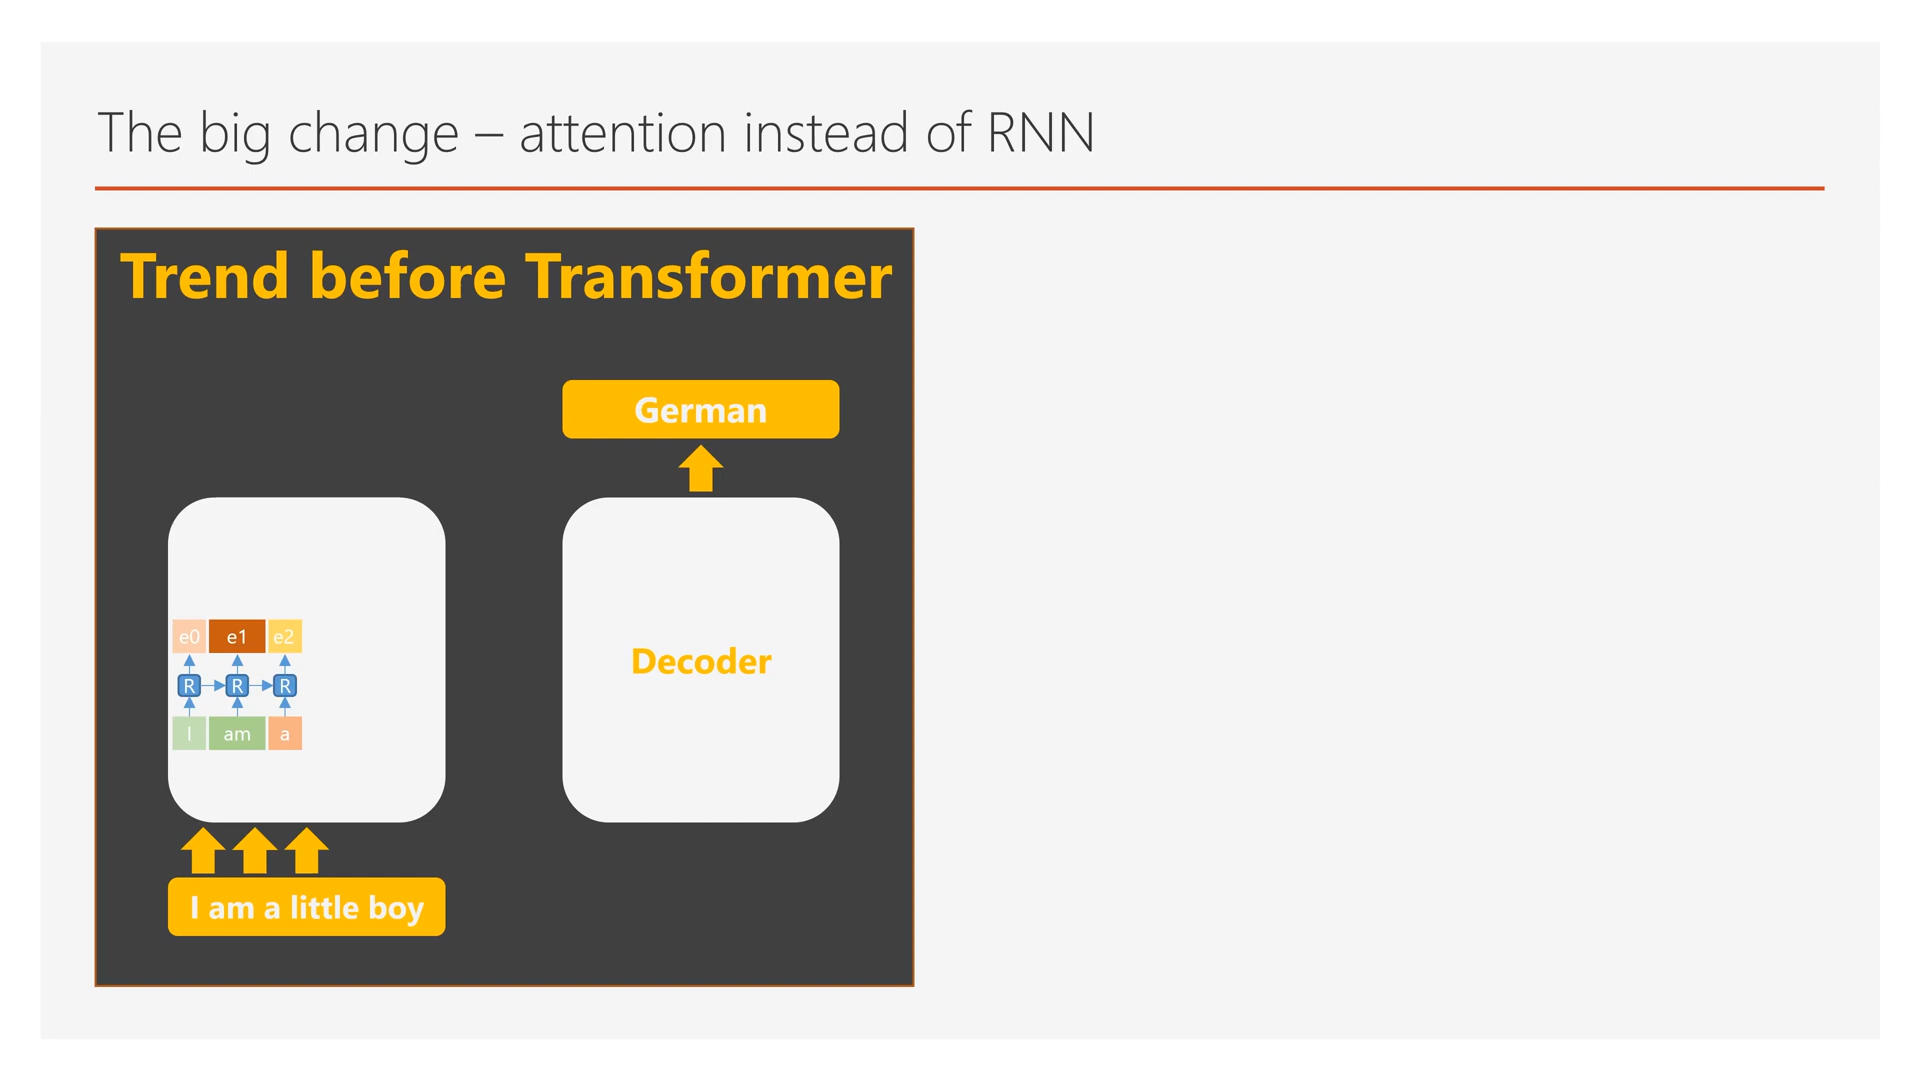 The big change – attention instead of RNN
Trend before Transformer
German
e0 e1 e2
R R R
I am a
Decoder
I am a little boy